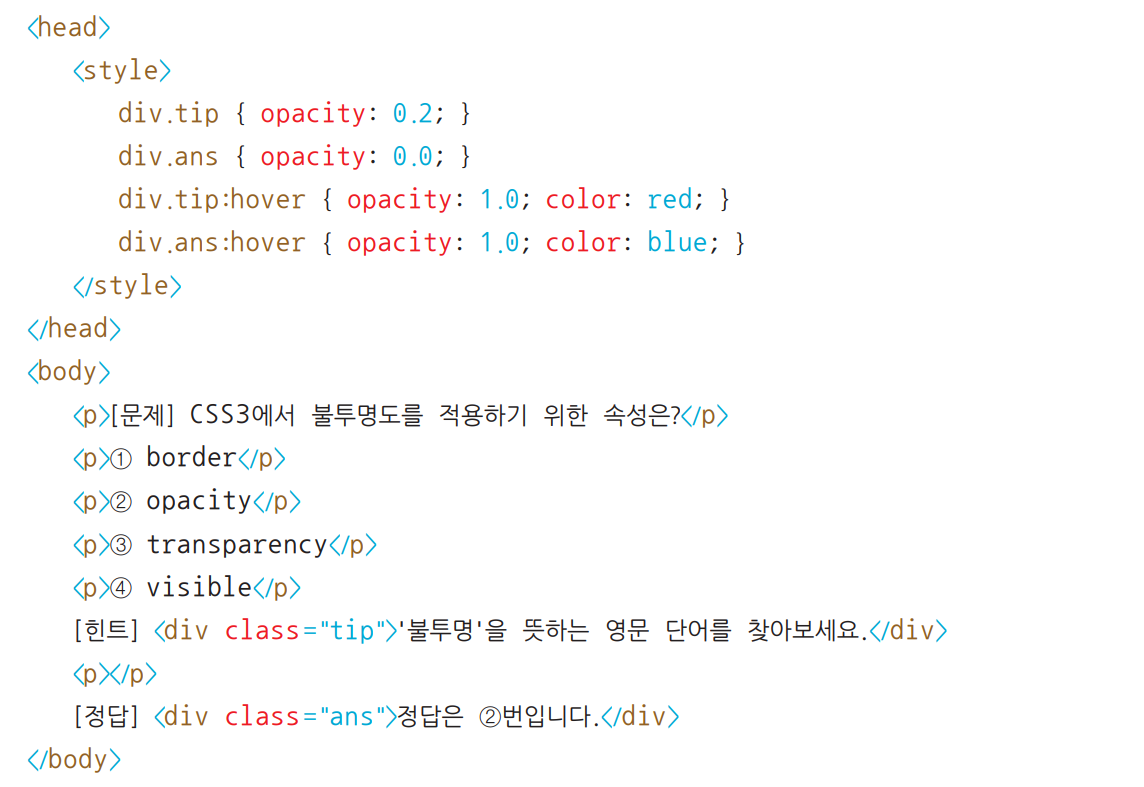 <head>
<style>
div.tip { opacity: 0.2; }
div.ans { opacity: 0.0; }
div.tip:hover { opacity: 1.0; color: red; }
div.ans:hover { opacity: 1.0; color: blue; }
</style>
</head>
<body>
<p>[문제] CSS3에서 불투명도를 적용하기 위한 속성은?</p>
<p>① border</p>
<p>② opacity</p>
<p>③ transparency</p>
<p>④ visible</p>
[힌트] <div class="tip">'불투명'을 뜻하는 영문 단어를 찾아보세요.</div>
<p></p>
[정답] <div class="ans">정답은 ②번입니다.</div>
</body>